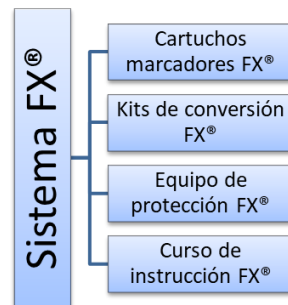 Sistema FX®
Cartuchos
marcadores FX®
Kits de conversión
FX®
Equipo de
protección FX®
Curso de
instrucción FX®